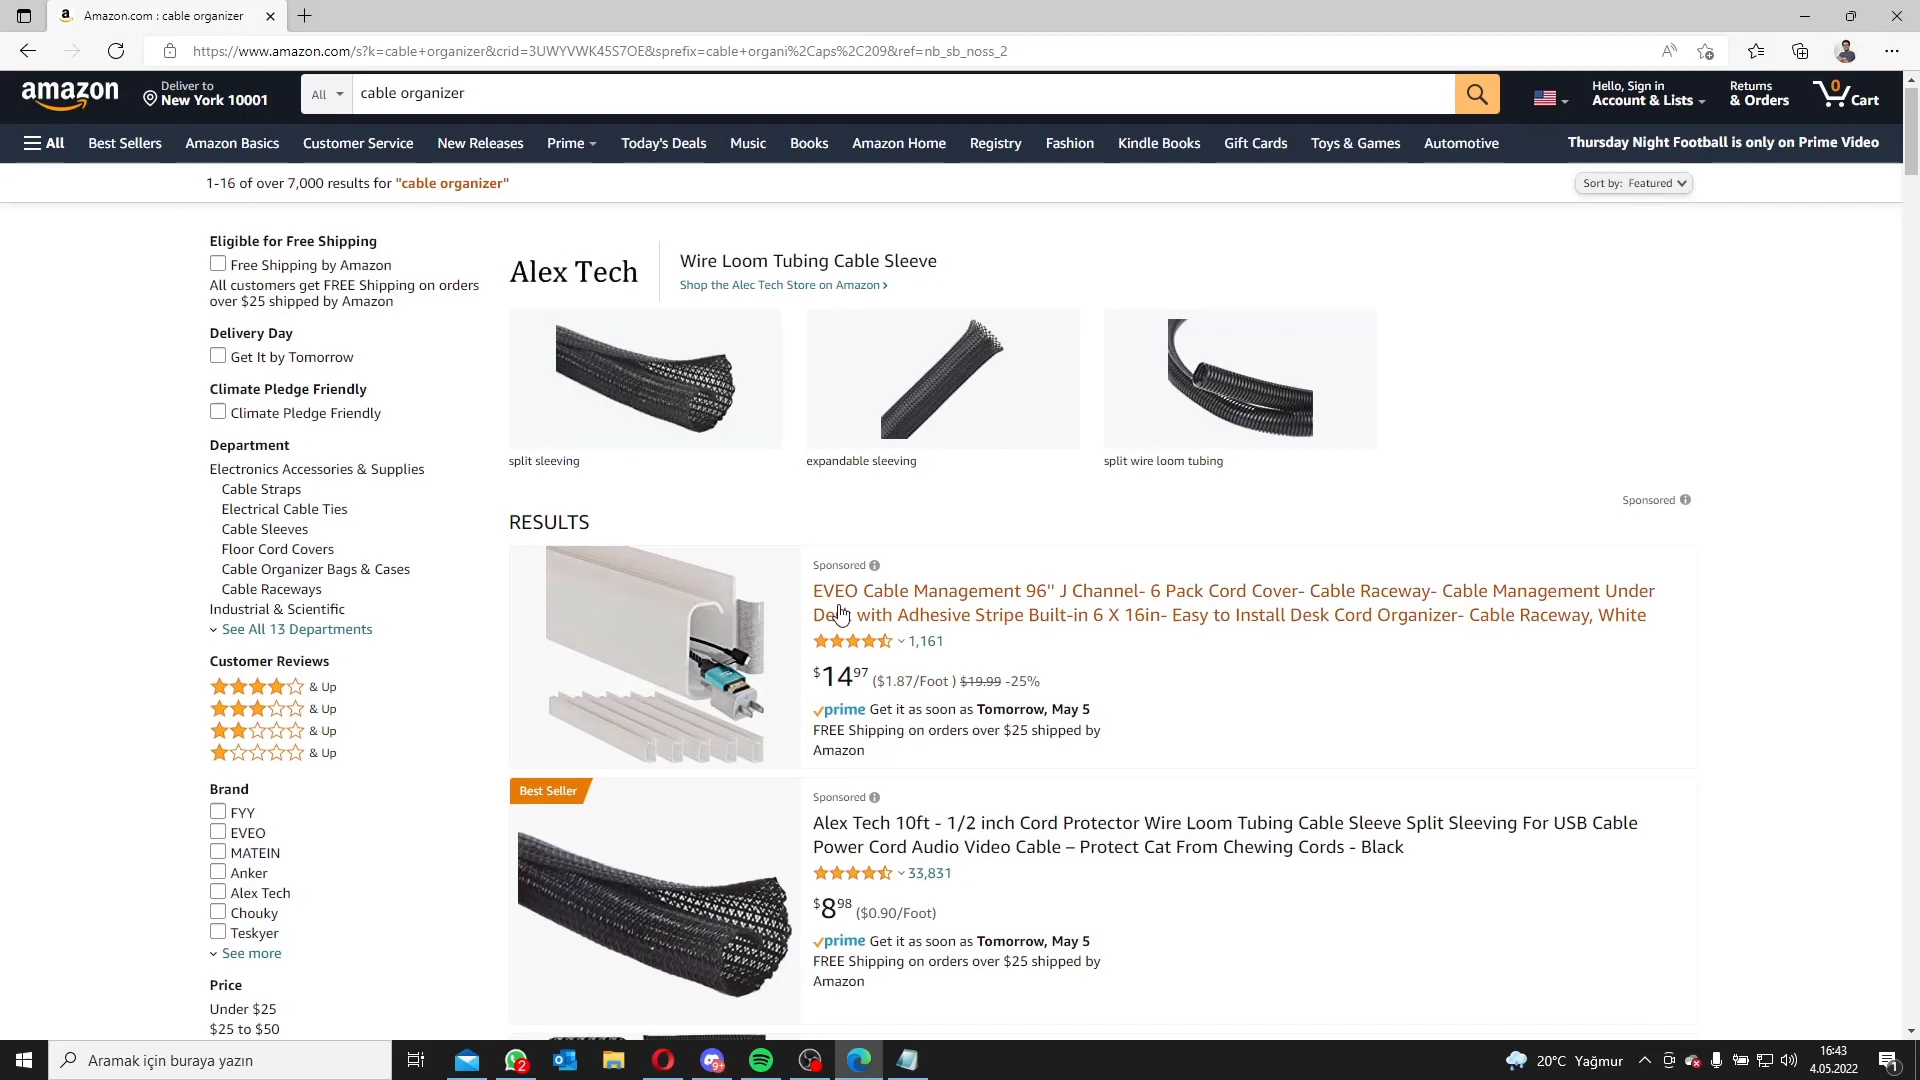 Amazon.com : cable organizer
https://www.amazon.com/s?k=cable+organizer&crid=3UWYVWK45S7OE&sprefix=cable+organi%2Caps%2C209&ref=nb_sb_noss_2
amazon
Deliver to
New York 10001
All
cable organizer
Hello, Sign in
Account & Lists
Returns
& Orders
0
Cart
All
Best Sellers
Amazon Basics
Customer Service
New Releases
Prime
Today's Deals
Music
Books
Amazon Home
Registry
Fashion
Kindle Books
Gift Cards
Toys & Games
Automotive
Thursday Night Football is only on Prime Video
1-16 of over 7,000 results for "cable organizer"
Sort by: Featured
Eligible for Free Shipping
Free Shipping by Amazon
All customers get FREE Shipping on orders
over $25 shipped by Amazon
Delivery Day
Get It by Tomorrow
Climate Pledge Friendly
Climate Pledge Friendly
Department
Electronics Accessories & Supplies
Cable Straps
Electrical Cable Ties
Cable Sleeves
Floor Cord Covers
Cable Organizer Bags & Cases
Cable Raceways
Industrial & Scientific
See All 13 Departments
Customer Reviews
& Up
& Up
& Up
& Up
Brand
FYY
EVEO
MATEIN
Anker
Alex Tech
Chouky
Teskyer
See more
Price
Under $25
$25 to $50
Alex Tech
Wire Loom Tubing Cable Sleeve
Shop the Alec Tech Store on Amazon ›
split sleeving
expandable sleeving
split wire loom tubing
Sponsored
RESULTS
Sponsored
EVEO Cable Management 96'' J Channel- 6 Pack Cord Cover- Cable Raceway- Cable Management Under
Desk with Adhesive Stripe Built-in 6 X 16in- Easy to Install Desk Cord Organizer- Cable Raceway, White
1,161
$14.97 ($1.87/Foot ) $19.99 -25%
prime Get it as soon as Tomorrow, May 5
FREE Shipping on orders over $25 shipped by
Amazon
Best Seller
Sponsored
Alex Tech 10ft - 1/2 inch Cord Protector Wire Loom Tubing Cable Sleeve Split Sleeving For USB Cable
Power Cord Audio Video Cable – Protect Cat From Chewing Cords - Black
33,831
$8.98 ($0.90/Foot)
prime Get it as soon as Tomorrow, May 5
FREE Shipping on orders over $25 shipped by
Amazon
Aramak için buraya yazın
2
9+
20°C Yağmur
16:43
4.05.2022
1